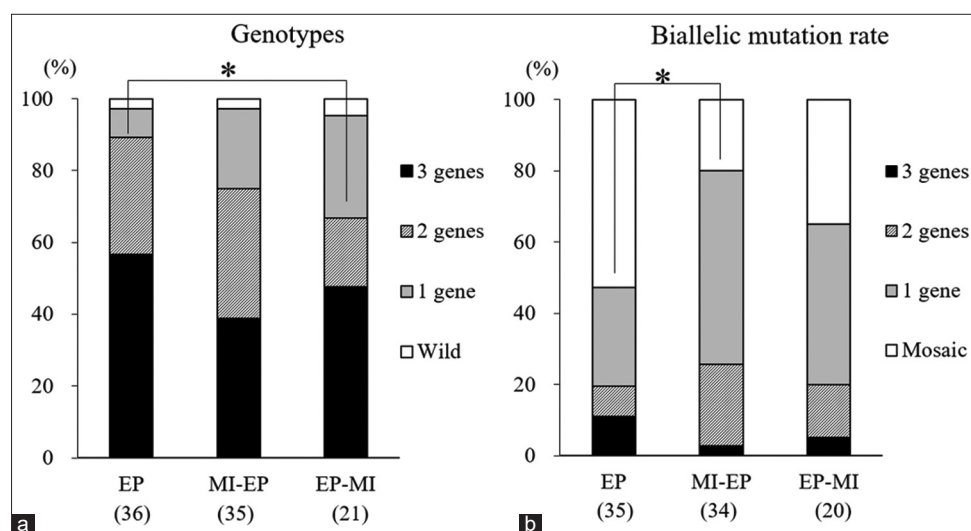 Genotypes
(%)
*
100
80
60
40
20
0
3 genes
2 genes
1 gene
Wild
EP MI-EP EP-MI
(36) (35) (21)
a
Biallelic mutation rate
(%)
*
100
80
60
40
20
0
3 genes
2 genes
1 gene
Mosaic
EP MI-EP EP-MI
(35) (34) (20)
b